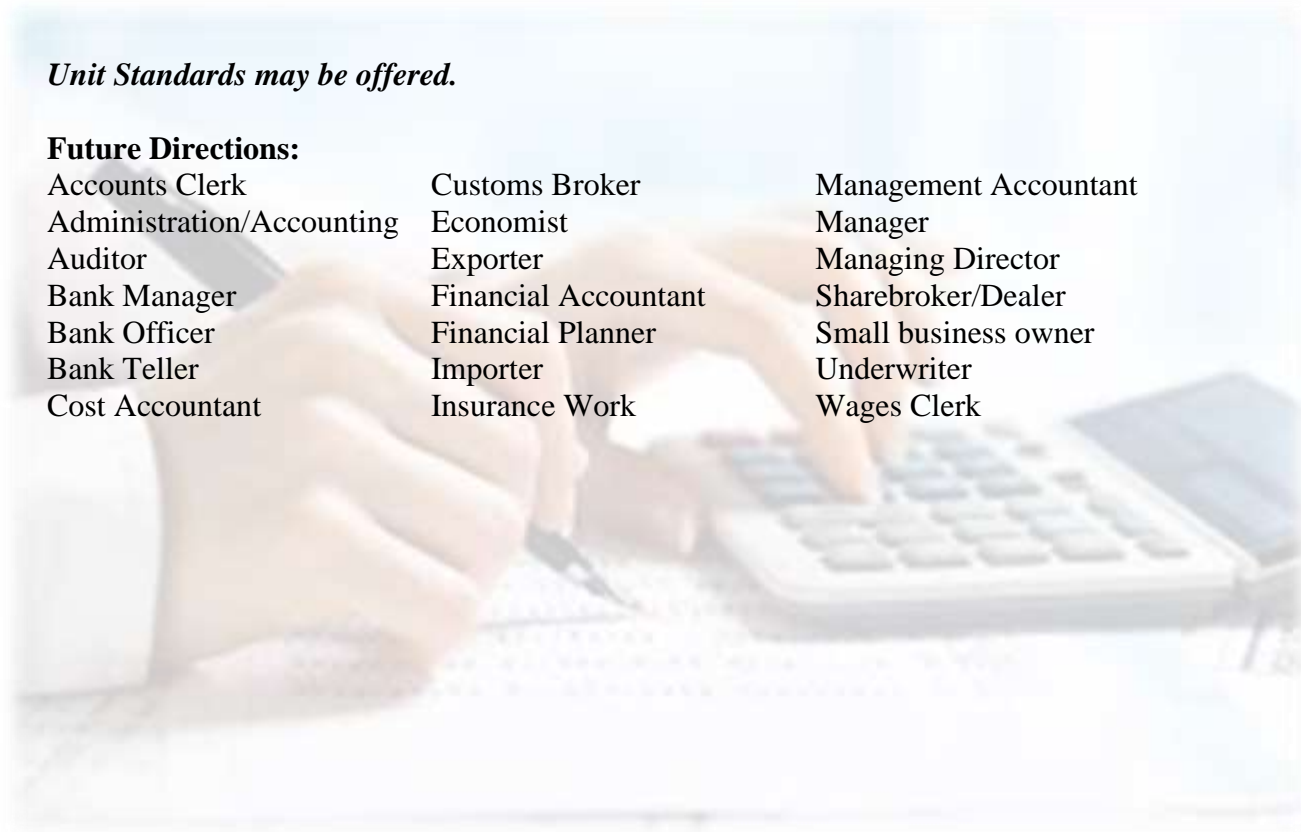 Unit Standards may be offered.
Future Directions:
Accounts Clerk Customs Broker Management Accountant
Administration/Accounting Economist Manager
Auditor Exporter Managing Director
Bank Manager Financial Accountant Sharebroker/Dealer
Bank Officer Financial Planner Small business owner
Bank Teller Importer Underwriter
Cost Accountant Insurance Work Wages Clerk